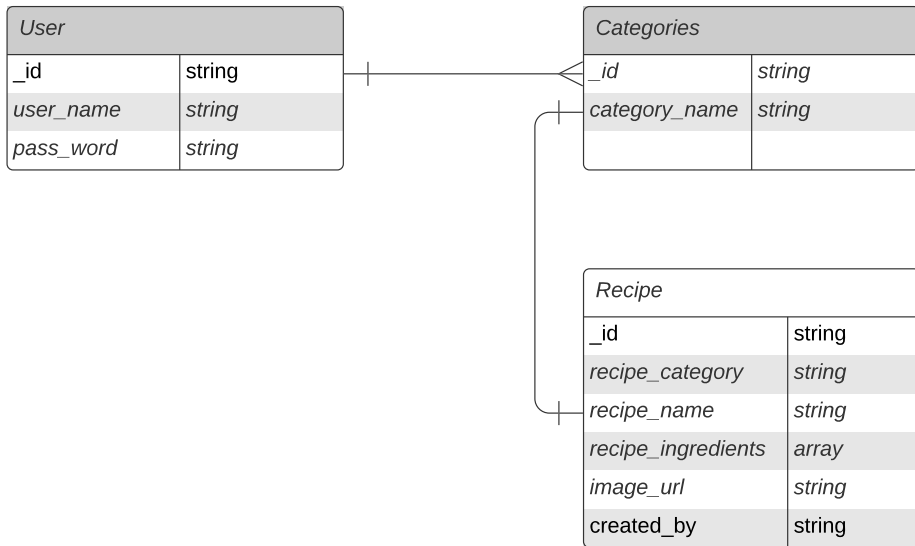 User
_id string
user_name string
pass_word string
Categories
_id string
category_name string
Recipe
_id string
recipe_category string
recipe_name string
recipe_ingredients array
image_url string
created_by string